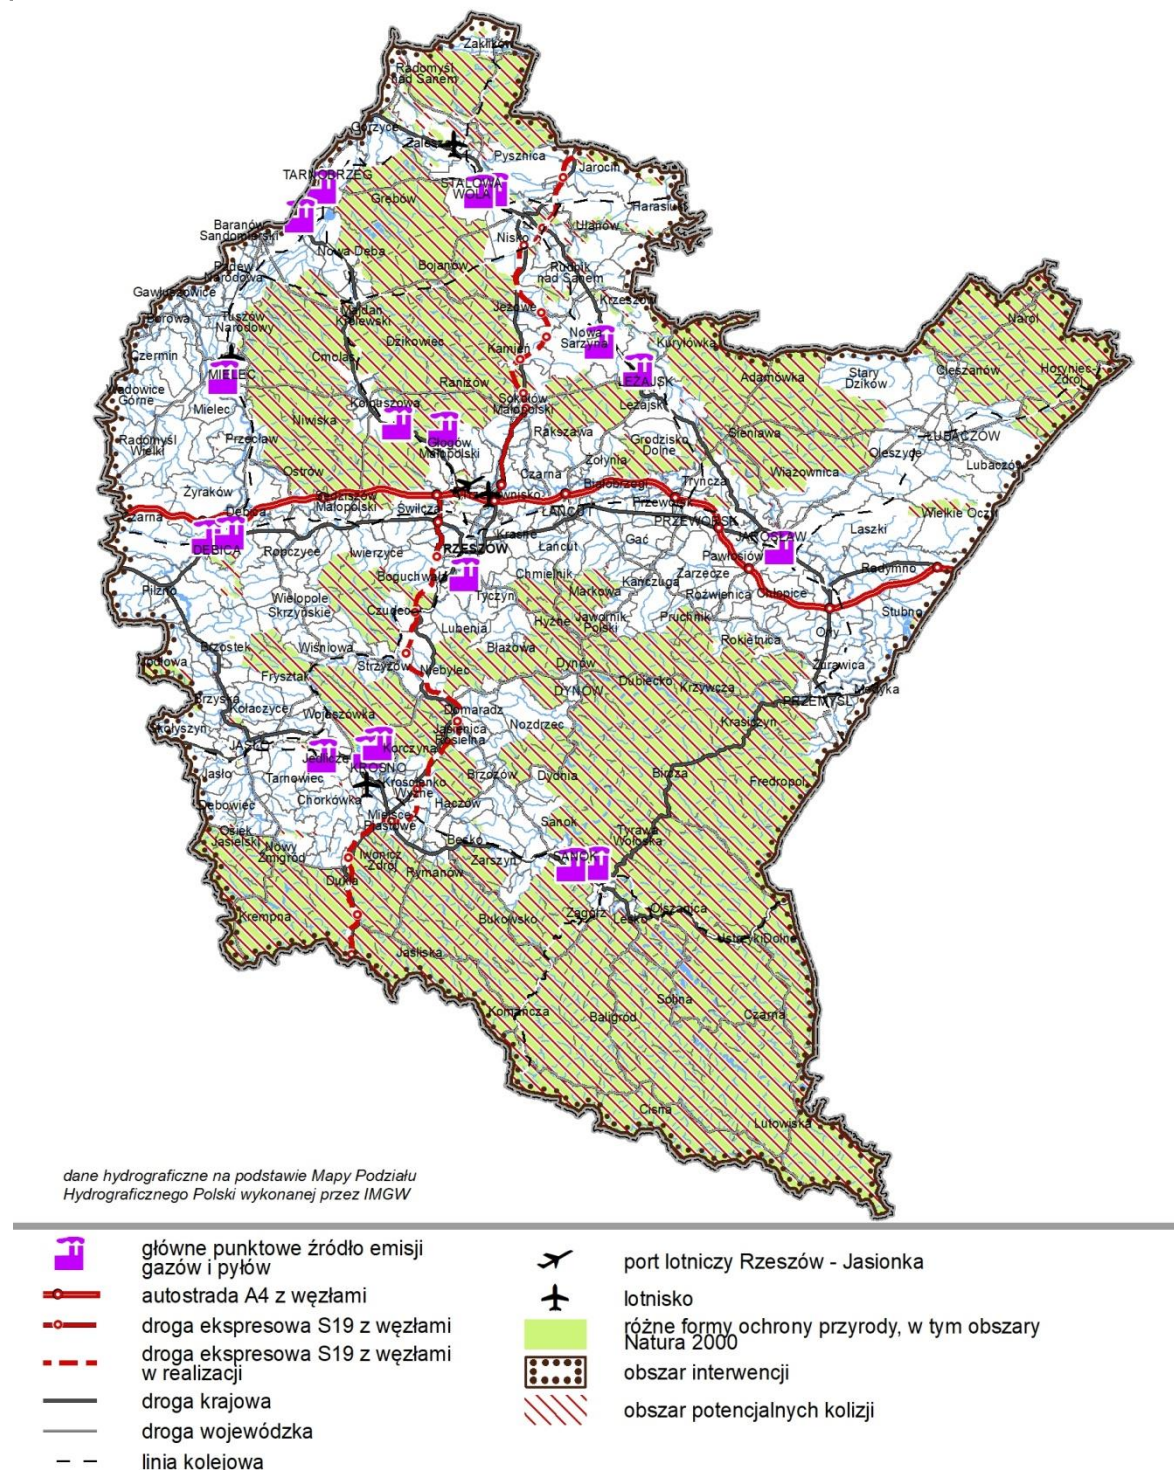 Zaklików
Radomyśl
nad Sanem
Gorzyce
Zaleszany
Pysznica
Jarocin
TARNOBRZEG
STALOWA
WOLA
Grębów
Harasiuki
Baranów
Sandomierski
Ulanów
Nisko
Nowa Dęba
Bojanów
Rudnik
nad Sanem
Padew
Narodowa
Gawłuszowice
Krzeszów
Borowa
Tuszów
Narodowy
Majdan
Królewski
Jeżowe
Narol
Nowa
Sarzyna
Kuryłówka
Czermin
Cmolas
Dzikowiec
Kamień
Cieszanów
Horyniec-
Zdrój
Stary
Dzików
Adamówka
MIELEC
Raniżów
LEŻAJSK
Wadowice
Górne
Sokołów
Małopolski
Leżajsk
Mielec
Kolbuszowa
Niwiska
Rakszawa
Sieniawa
LUBACZÓW
Radomyśl
Wielki
Przecław
Głogów
Małopolski
Grodzisko
Dolne
Oleszyce
Lubaczów
Żołynia
Wiązownica
Ostrów
Czarna
Żyraków
Sędziszów
Małopolski
Białobrzegi
Tryńcza
Przeworsk
Wielkie Oczy
Czarna
Dębica
Świlcza
ŁAŃCUT
PRZEWORSK
Laszki
DĘBICA
Ropczyce
Iwierzyce
RZESZÓW
Krasne
Łańcut
Gać
JAROSŁAW
Pawłosiów
Radymno
Pilzno
Boguchwała
Tyczyn
Chmielnik
Markowa
Kańczuga
Zarzecze
Roźwienica
Chłopice
Wielopole
Skrzyńskie
Czudec
Lubenia
Hyżne
Jawornik
Polski
Pruchnik
Rokietnica
Orły
Stubno
Brzostek
Wiśniowa
Błażowa
Żurawica
Jodłowa
Frysztak
Strzyżów
Niebylec
Dynów
DYNÓW
Dubiecko
Krzywcza
Medyka
PRZEMYŚL
Brzyska
Kołaczyce
Wojaszówka
Domaradz
Krasiczyn
Skołyszyn
JASŁO
Jasienica
Rosielna
Nozdrzec
Jedlicze
Korczyna
KROSNO
Jasło
Tarnowiec
Krościenko
Wyżne
Brzozów
Dydnia
Bircza
Fredropol
Dębowiec
Chorkówka
Haczów
Miejsce
Piastowe
Sanok
Osiek
Jasielski
Nowy
Żmigród
Besko
Tyrawa
Wołoska
Iwonicz
-Zdrój
Zarszyn
SANOK
Dukla
Rymanów
Krempna
Bukowsko
Zagórz
Lesko
Olszanica
UstrzykiDolne
Jaśliska
Solina
Komańcza
Baligród
Czarna
Cisna
Lutowiska
dane hydrograficzne na podstawie Mapy Podziału
Hydrograficznego Polski wykonanej przez IMGW
główne punktowe źródło emisji
gazów i pyłów
autostrada A4 z węzłami
droga ekspresowa S19 z węzłami
droga ekspresowa S19 z węzłami
w realizacji
droga krajowa
droga wojewódzka
linia kolejowa
port lotniczy Rzeszów - Jasionka
lotnisko
różne formy ochrony przyrody, w tym obszary
Natura 2000
obszar interwencji
obszar potencjalnych kolizji